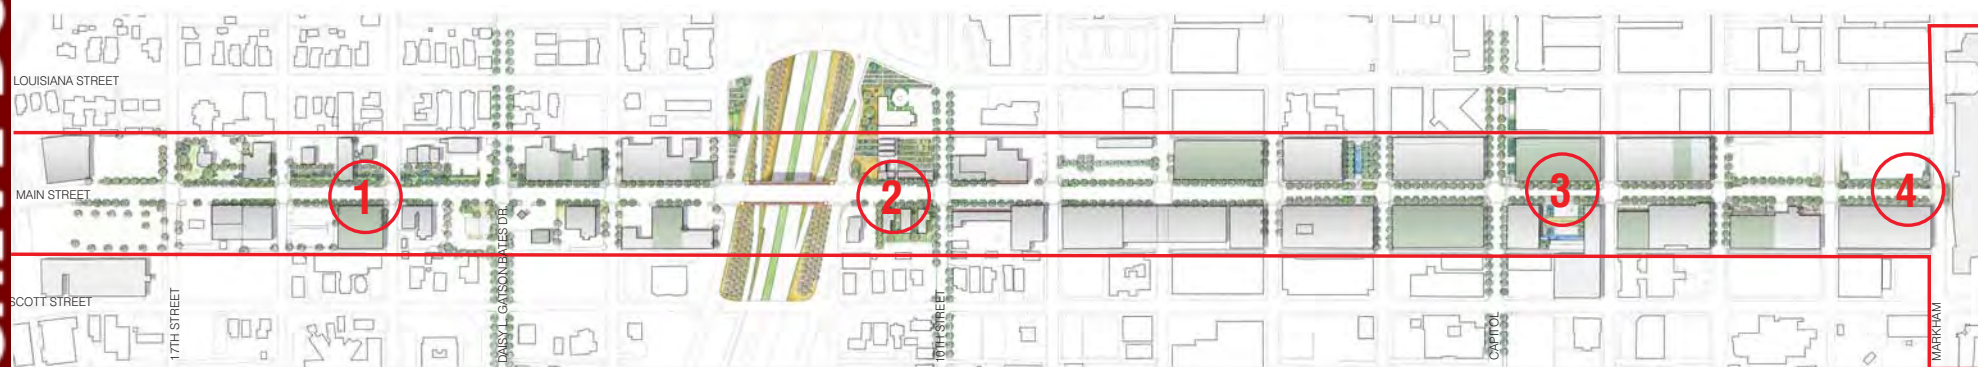 LOUISIANA STREET
MAIN STREET
SCOTT STREET
17TH STREET
DAISY L. GATSON BATES DR.
10TH STREET
CAPITOL
MARKHAM
1
2
3
4